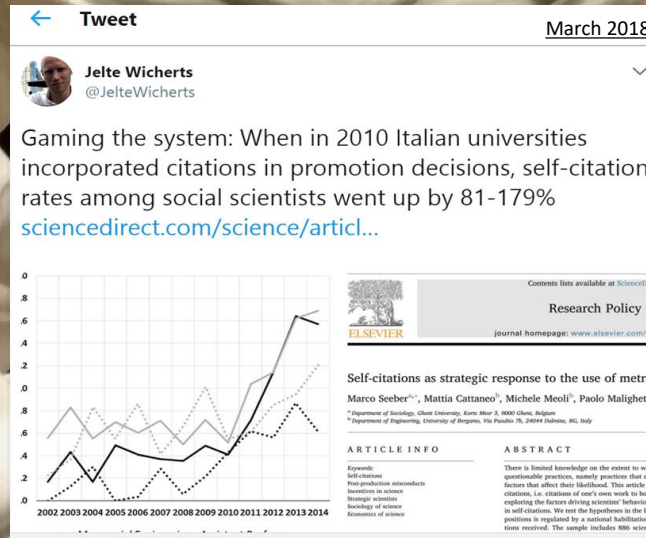 Tweet
March 2018
Jelte Wicherts
@JelteWicherts
Gaming the system: When in 2010 Italian universities
incorporated citations in promotion decisions, self-citation
rates among social scientists went up by 81-179%
sciencedirect.com/science/articl...
.0
.8
.6
.4
.2
.0
.8
.6
.4
.2
.0
2002 2003 2004 2005 2006 2007 2008 2009 2010 2011 2012 2013 2014
Contents lists available at ScienceD
Research Policy
journal homepage: www.elsevier.com/
ELSEVIER
Self-citations as strategic response to the use of metr
Marco Seeber a,*, Mattia Cattaneo b, Michele Meoli b, Paolo Malighet
a Department of Sociology, Ghent University, Korte Meer 3, 9000 Ghent, Belgium
b Department of Engineering, University of Bergamo, Via Pasubio 7b, 24044 Dalmine, BG, Italy
ARTICLE INFO
Keywords:
Self-citations
Post-production misconducts
Incentives in science
Strategic scientists
Sociology of science
Economics of science
ABSTRACT
There is limited knowledge on the extent to w
questionable practices, namely practices that
factors that affect their likelihood. This article
citations, i.e. citations of one's own work to bo
exploring the factors driving scientists' behavio
in self-citations. We test the hypotheses in the
positions is regulated by a national habilitatio
tions received. The sample includes 886 scie